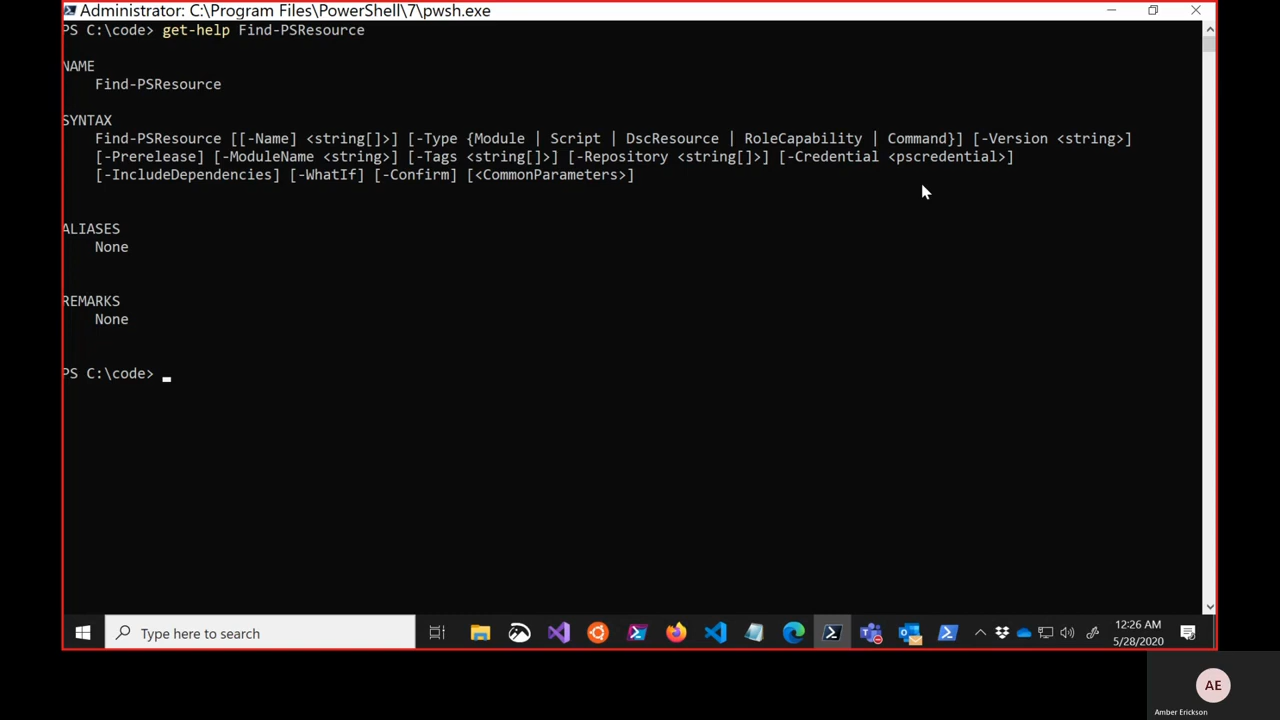 Administrator: C:\Program Files\PowerShell\7\pwsh.exe
PS C:\code> get-help Find-PSResource
NAME
Find-PSResource
SYNTAX
Find-PSResource [[-Name] <string[]>] [-Type {Module | Script | DscResource | RoleCapability | Command}] [-Version <string>]
[-Prerelease] [-ModuleName <string>] [-Tags <string[]>] [-Repository <string[]>] [-Credential <pscredential>]
[-IncludeDependencies] [-WhatIf] [-Confirm] [<CommonParameters>]
ALIASES
None
REMARKS
None
PS C:\code>
Type here to search
12:26 AM
5/28/2020
AE
Amber Erickson